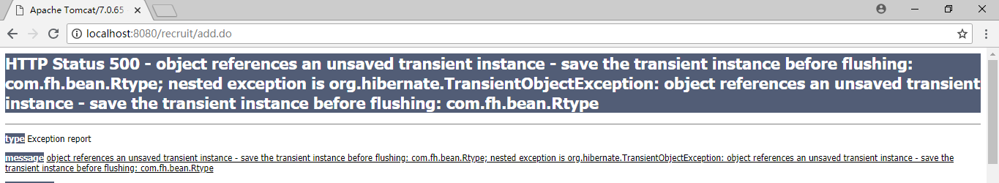 Apache Tomcat/7.0.65
localhost:8080/recruit/add.do
HTTP Status 500 - object references an unsaved transient instance - save the transient instance before flushing:
com.fh.bean.Rtype; nested exception is org.hibernate.TransientObjectException: object references an unsaved transient
instance - save the transient instance before flushing: com.fh.bean.Rtype
type Exception report
message object references an unsaved transient instance - save the transient instance before flushing: com.fh.bean.Rtype; nested exception is org.hibernate.TransientObjectException: object references an unsaved transient instance - save the
transient instance before flushing: com.fh.bean.Rtype